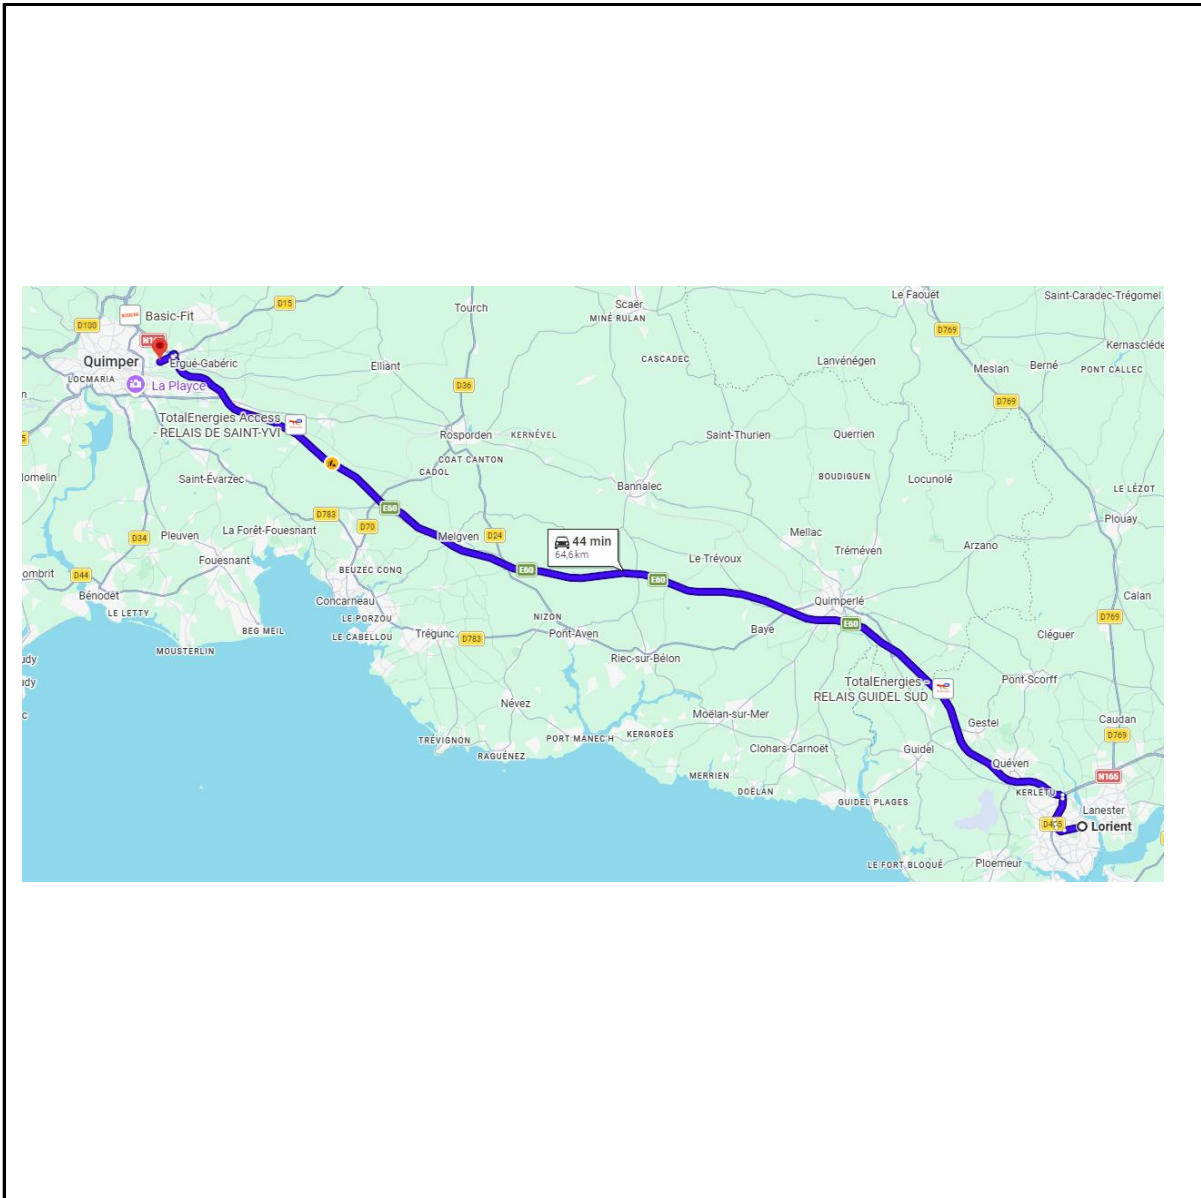 Le Faouet
Saint-Caradec-Trégomel
D15
Scaër
MINÉ RULAN
Tourch
Basic-Fit
D100
D769
Kernascléde
Quimper
Ergué-Gabéric
Elliant
CASCADEC
Lanvénégen
Meslan
Berné
PONT CALLEC
LOCMARIA
La Playce
D36
D769
TotalEnergies Access
- RELAIS DE SAINT-YVI
Rosporden
KERNÉVEL
Saint-Thurien
Querrien
COAT CANTON
CADOL
Saint-Évarzec
Bannalec
BOUDIGUEN
Locunolé
LE LÉZOT
E60
D783
D70
Plouay
La Forêt-Fouesnant
Melgven
D24
Mellac
D34
Pleuven
44 min
64,6 km
Tréméven
Arzano
Fouesnant
Le Trévoux
ombrit
D44
BEUZEC CONQ
E60
E60
Bénodet
Calan
LE LETTY
Concarneau
Quimperlé
LE PORZOU
NIZON
D769
BEG MEIL
LE CABELLOU
Trégunc
D783
Pont-Aven
Baye
E60
Cléguer
MOUSTERLIN
Riec-sur-Bélon
TotalEnergies -
RELAIS GUIDEL SUD
Pont-Scorff
Névez
Moëlan-sur-Mer
Gestel
Caudan
TRÉVIGNON
PORT MANECH
KERGROËS
D769
RAGUÉNEZ
Clohars-Carnoët
Guidel
Quéven
MERRIEN
N165
DOËLAN
KERLÉTU
GUIDEL PLAGES
Lanester
Lorient
LE FORT BLOQUÉ
Ploemeur